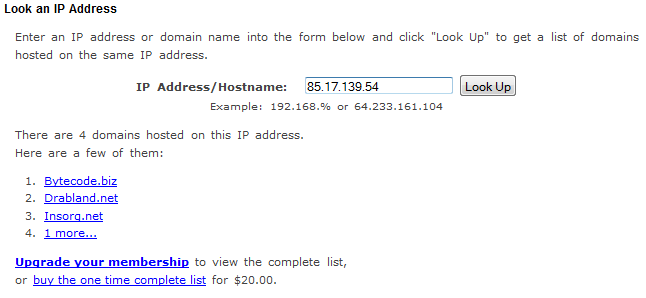 Look an IP Address
Enter an IP address or domain name into the form below and click "Look Up" to get a list of domains
hosted on the same IP address.
IP Address/Hostname: 85.17.139.54 Look Up
Example: 192.168.% or 64.233.161.104
There are 4 domains hosted on this IP address.
Here are a few of them:
1. Bytecode.biz
2. Drabland.net
3. Insorg.net
4. 1 more...
Upgrade your membership to view the complete list,
or buy the one time complete list for $20.00.